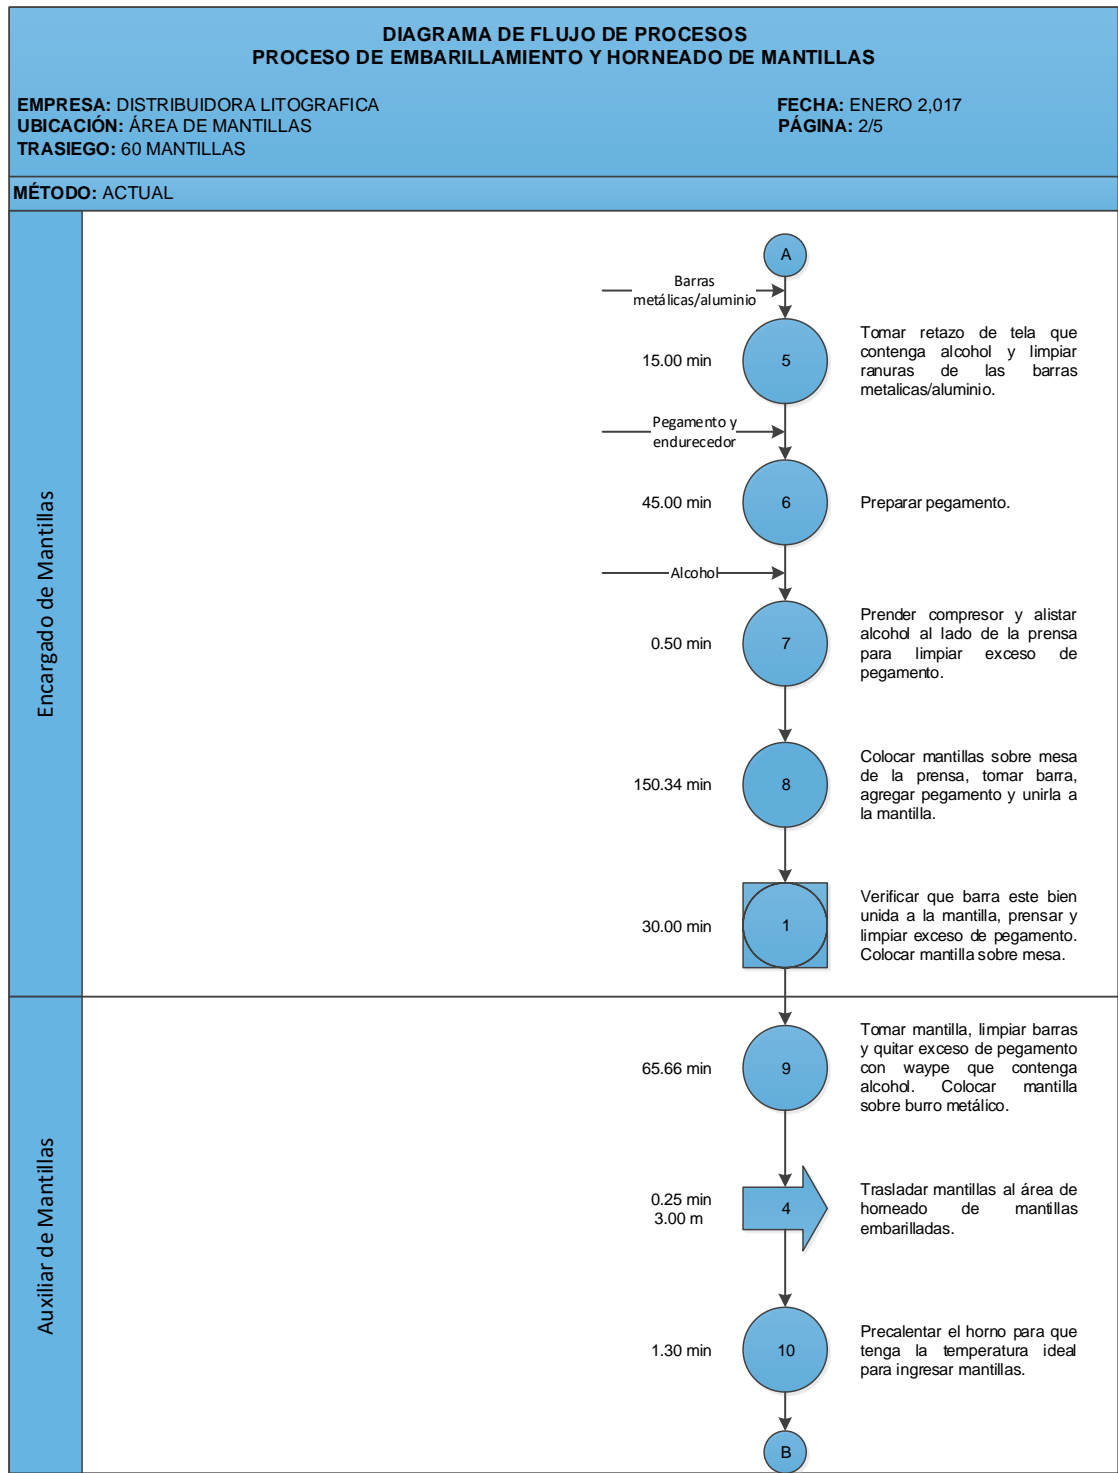 DIAGRAMA DE FLUJO DE PROCESOS
PROCESO DE EMBARILLAMIENTO Y HORNEADO DE MANTILLAS
EMPRESA: DISTRIBUIDORA LITOGRAFICA
FECHA: ENERO 2,017
UBICACIÓN: ÁREA DE MANTILLAS
PÁGINA: 2/5
TRASIEGO: 60 MANTILLAS
MÉTODO: ACTUAL
Encargado de Mantillas
A
Barras
metálicas/aluminio
15.00 min
5
Tomar retazo de tela que
contenga alcohol y limpiar
ranuras de las barras
metalicas/aluminio.
Pegamento y
endurecedor
45.00 min
6
Preparar pegamento.
Alcohol
0.50 min
7
Prender compresor y alistar
alcohol al lado de la prensa
para limpiar exceso de
pegamento.
150.34 min
8
Colocar mantillas sobre mesa
de la prensa, tomar barra,
agregar pegamento y unirla a
la mantilla.
30.00 min
1
Verificar que barra este bien
unida a la mantilla, prensar y
limpiar exceso de pegamento.
Colocar mantilla sobre mesa.
Auxiliar de Mantillas
65.66 min
9
Tomar mantilla, limpiar barras
y quitar exceso de pegamento
con waype que contenga
alcohol. Colocar mantilla
sobre burro metálico.
0.25 min
3.00 m
4
Trasladar mantillas al área de
horneado de mantillas
embarilladas.
1.30 min
10
Precalentar el horno para que
tenga la temperatura ideal
para ingresar mantillas.
B